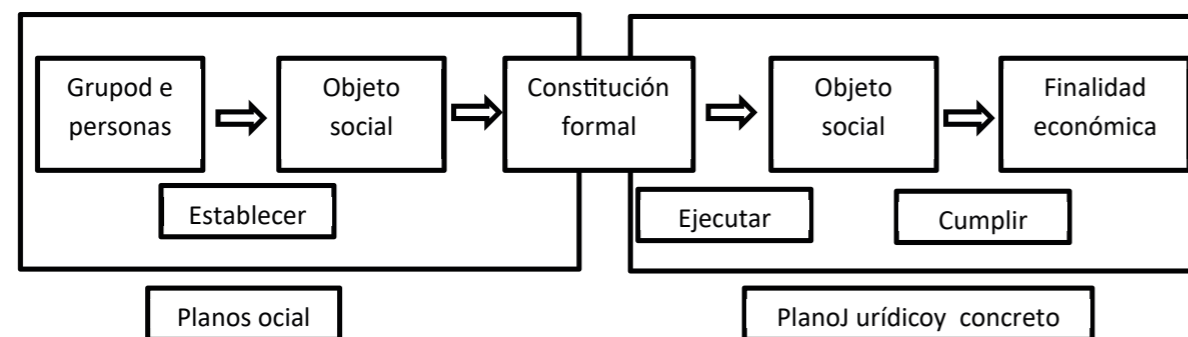 Grupod e
personas
Objeto
social
Constitución
formal
Objeto
social
Finalidad
económica
Establecer
Ejecutar
Cumplir
Planos ocial
PlanoJ urídicoy concreto